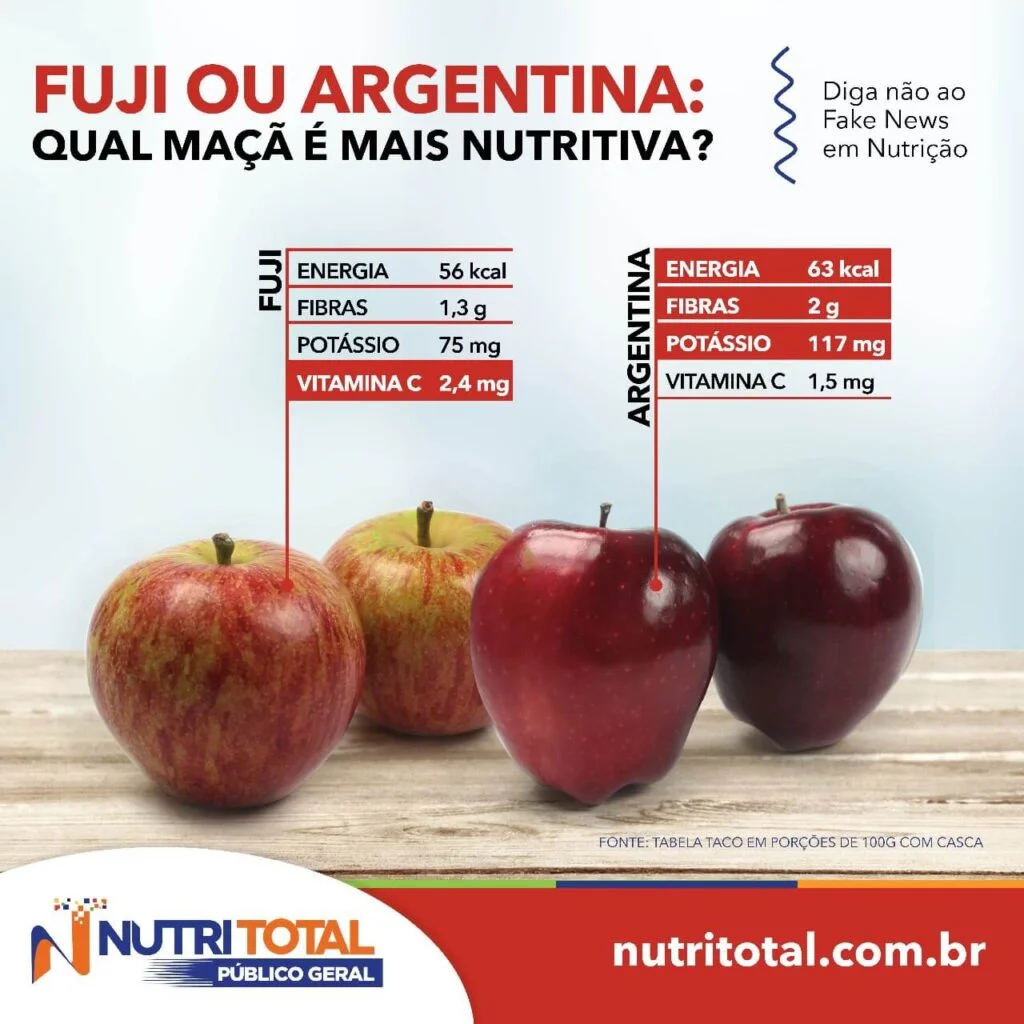 FUJI OU ARGENTINA:
QUAL MAÇÃ É MAIS NUTRITIVA?
Diga não ao
Fake News
em Nutrição
FUJI
ENERGIA 56 kcal
FIBRAS 1,3 g
POTÁSSIO 75 mg
VITAMINA C 2,4 mg
ARGENTINA
ENERGIA 63 kcal
FIBRAS 2 g
POTÁSSIO 117 mg
VITAMINA C 1,5 mg
FONTE: TABELA TACO EM PORÇÕES DE 100G COM CASCA
NUTRITOTAL
PÚBLICO GERAL
nutritotal.com.br